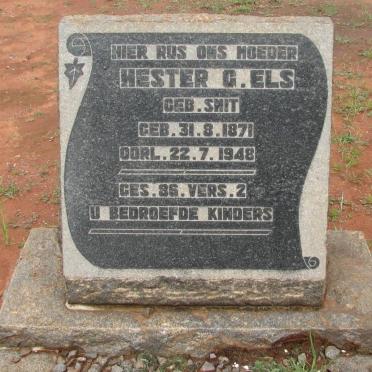 HIER RUS ONS MOEDER
HESTER C. ELS
GEB. SMIT
GEB. 31.8.1871
OORL. 22.7.1948
GES. 86. VERS. 2
U BEDROEFDE KINDERS